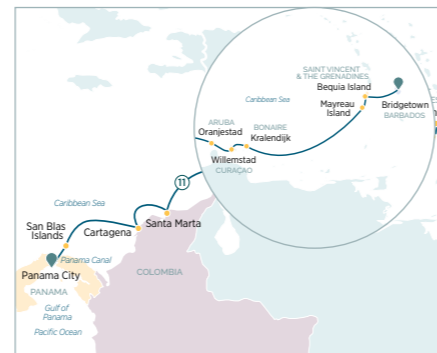 SAINT VINCENT
& THE GRENADINES
Bequia Island
Caribbean Sea
Mayreau
Island
Bridgetown
BARBADOS
ARUBA
Oranjestad
BONAIRE
Kralendijk
Willemstad
CURAÇAO
11
Caribbean Sea
San Blas
Islands
Cartagena
Santa Marta
Panama Canal
Panama City
PANAMA
COLOMBIA
Gulf of
Panama
Pacific Ocean